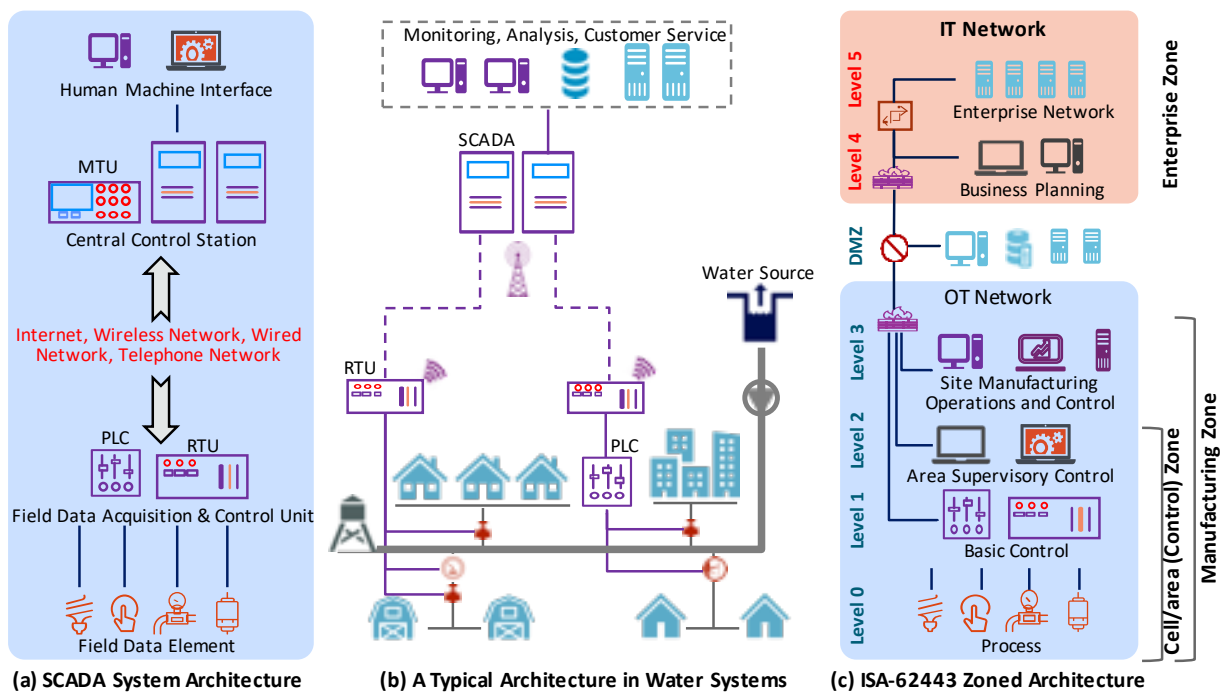 Human Machine Interface
MTU
Central Control Station
Internet, Wireless Network, Wired
Network, Telephone Network
PLC
RTU
Field Data Acquisition & Control Unit
Field Data Element
(a) SCADA System Architecture
Monitoring, Analysis, Customer Service
SCADA
Water Source
RTU
PLC
(b) A Typical Architecture in Water Systems
IT Network
Level 5
Enterprise Network
Level 4
Business Planning
Enterprise Zone
DMZ
OT Network
Level 3
Site Manufacturing
Operations and Control
Level 2
Area Supervisory Control
Level 1
Basic Control
Level 0
Process
Cell/area (Control) Zone
Manufacturing Zone
(c) ISA-62443 Zoned Architecture